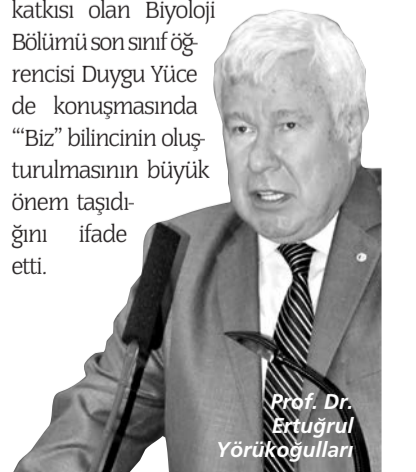 katkısı olan Biyoloji
Bölümü son sınıf öğ-
rencisi Duygu Yüce
de konuşmasında
“‘Biz” bilincinin oluş-
turulmasının büyük
önem taşıdı-
ğını ifade
etti.
Prof. Dr.
Ertuğrul
Yörükoğulları